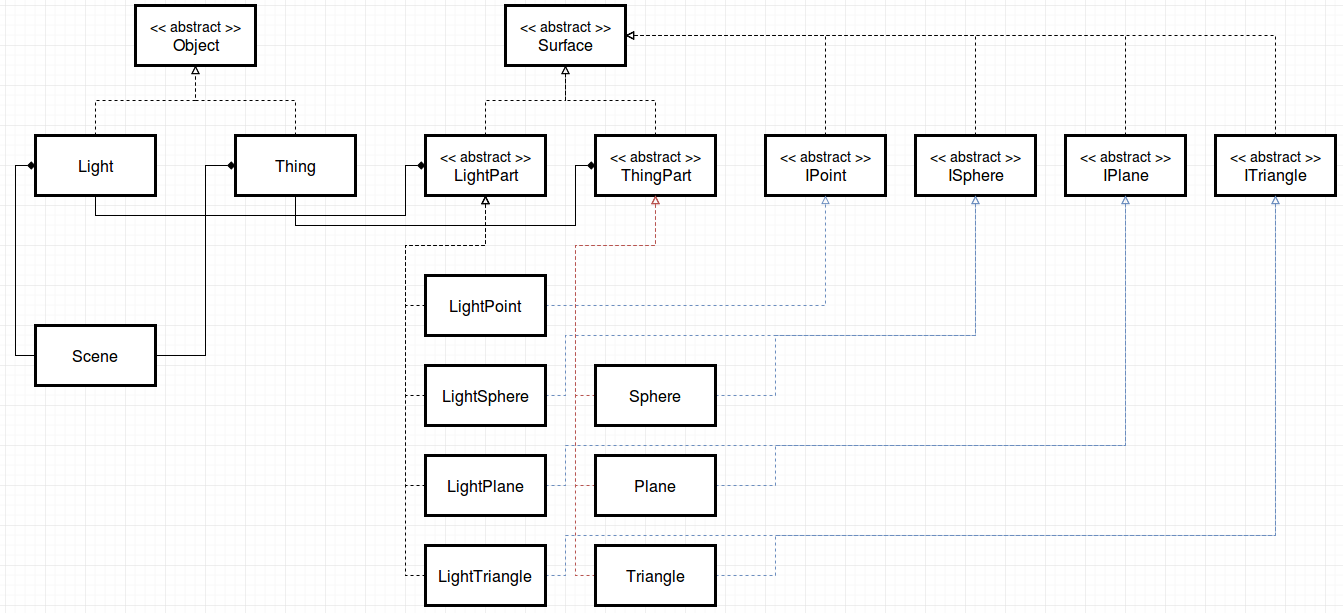 << abstract >>
Object
<< abstract >>
Surface
Light
Thing
<< abstract >>
LightPart
<< abstract >>
ThingPart
<< abstract >>
IPoint
<< abstract >>
ISphere
<< abstract >>
IPlane
<< abstract >>
ITriangle
LightPoint
Scene
LightSphere
Sphere
LightPlane
Plane
LightTriangle
Triangle